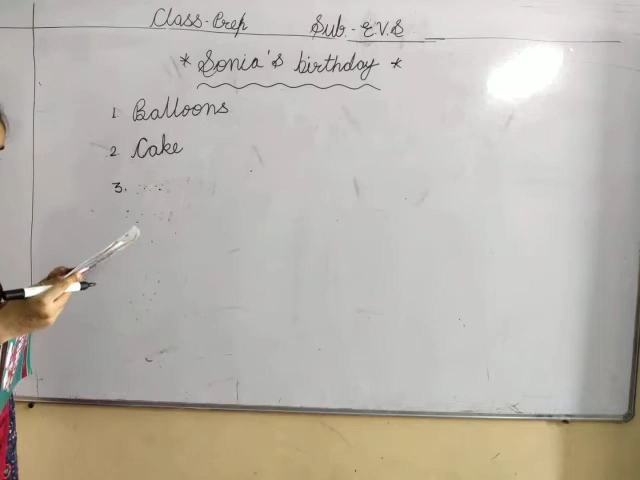 Class-Prep Sub.-E.V.S
* Sonia's birthday *
1. Balloons
2. Cake
3.